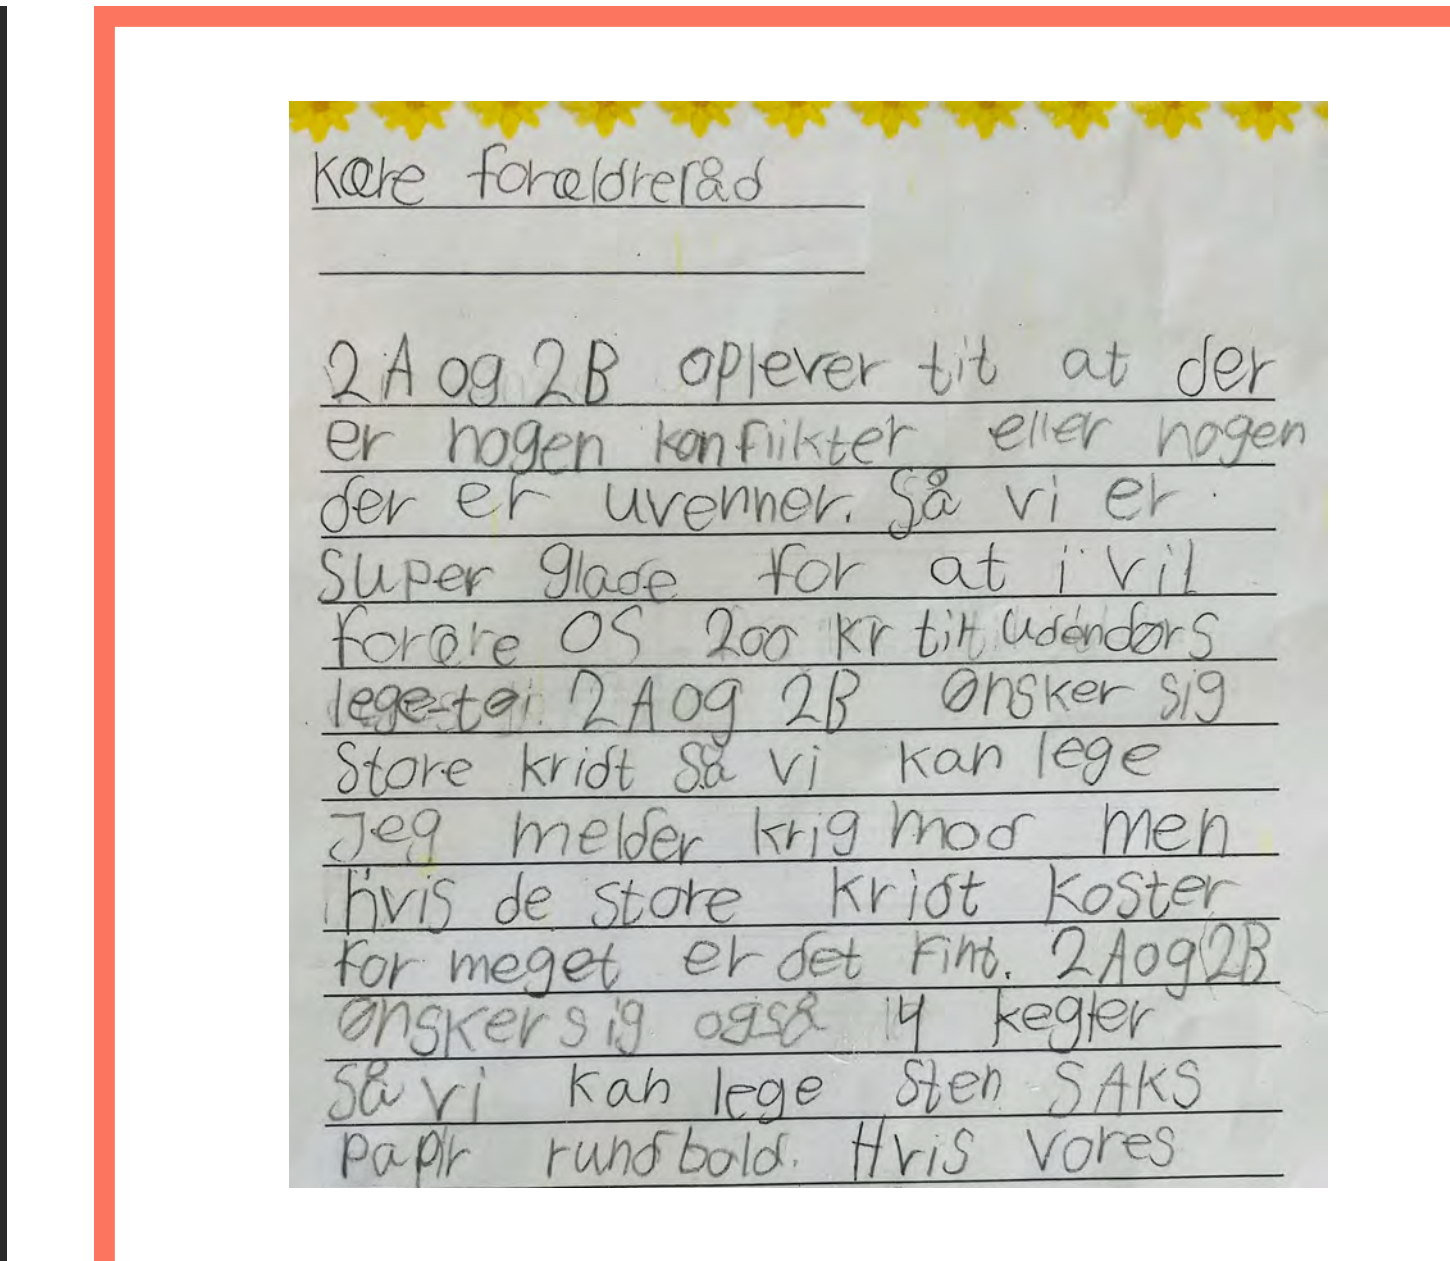 Kære forældreråd
2A og 2B oplever tit at der
er nogen konflikter eller nogen
der er uvenner. Så vi er
super glade for at i vil
forære os 200 kr til udendørs
legetøj. 2A og 2B ønsker sig
store kridt så vi kan lege
Jeg melder krig mod men
hvis de store kridt koster
for meget er det fint. 2A og 2B
ønsker sig også 14 kegler
så vi kan lege sten SAKS
papir rundbold. Hvis vores